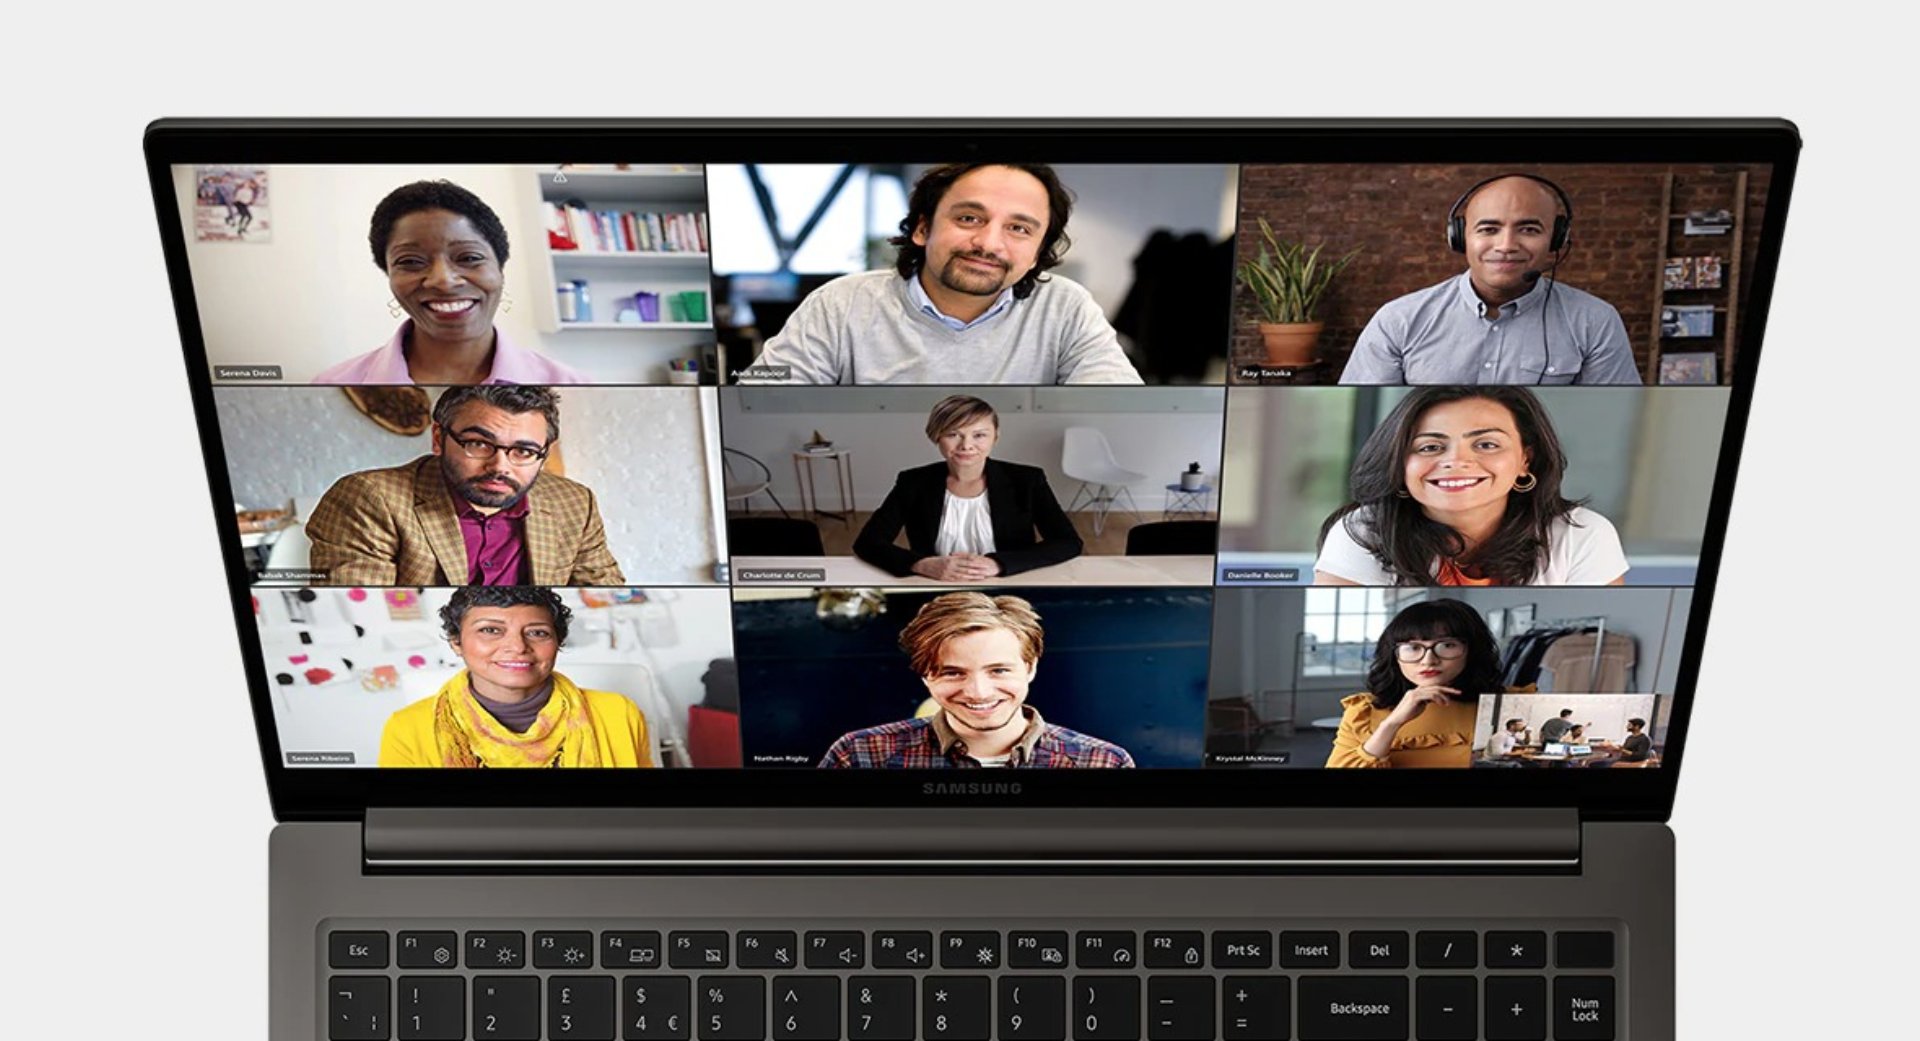 Serena Davis
Aadi Kapoor
Ray Tanaka
Babak Shammas
Charlotte de Crum
Danielle Booker
Serena Ribeiro
Nathan Rigby
Krystal McKinney
SAMSUNG
Esc F1 F2 F3 F4 F5 F6 F7 F8 F9 F10 F11 F12 Prt Sc Insert Del / *
¬ ! " £ $ % ^ & * ( ) _ + Backspace - + Num
` ¦ 1 2 3 4 € 5 6 7 8 9 0 - = Lock